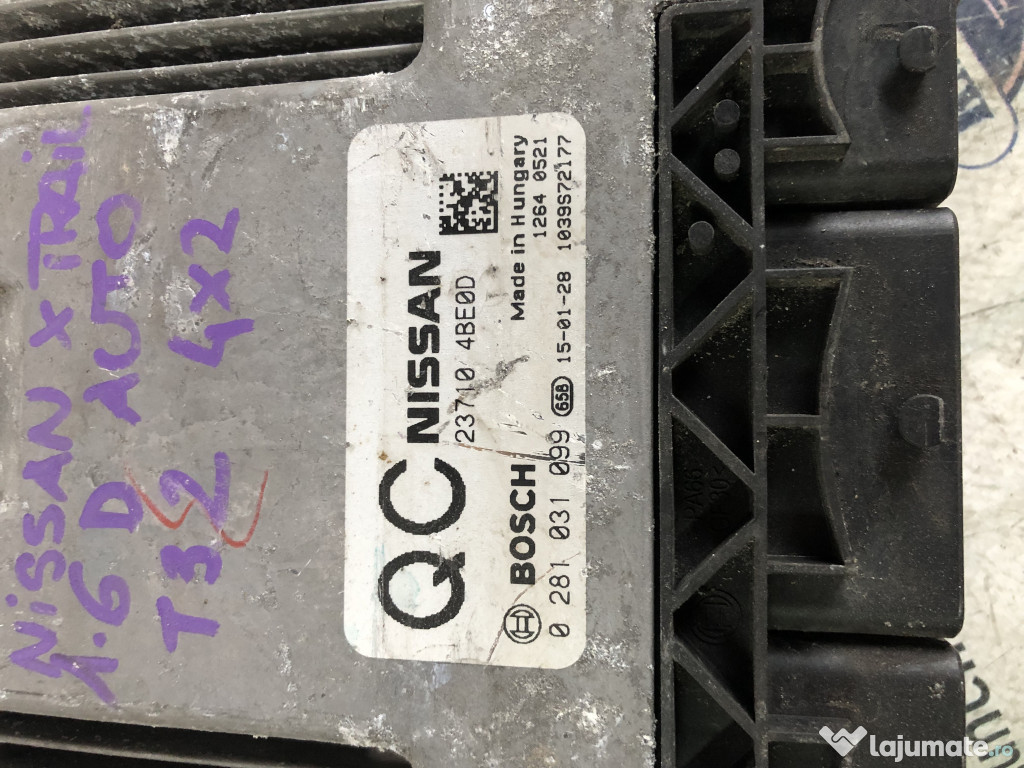 NiSSAN X TRAiL
1.6 D AUTO
T32 4X2
QC NISSAN
23710 4BE0D
BOSCH Made in Hungary
1264 0521
0 281 031 099 658 15-01-28 1039S72177
lajumate.ro